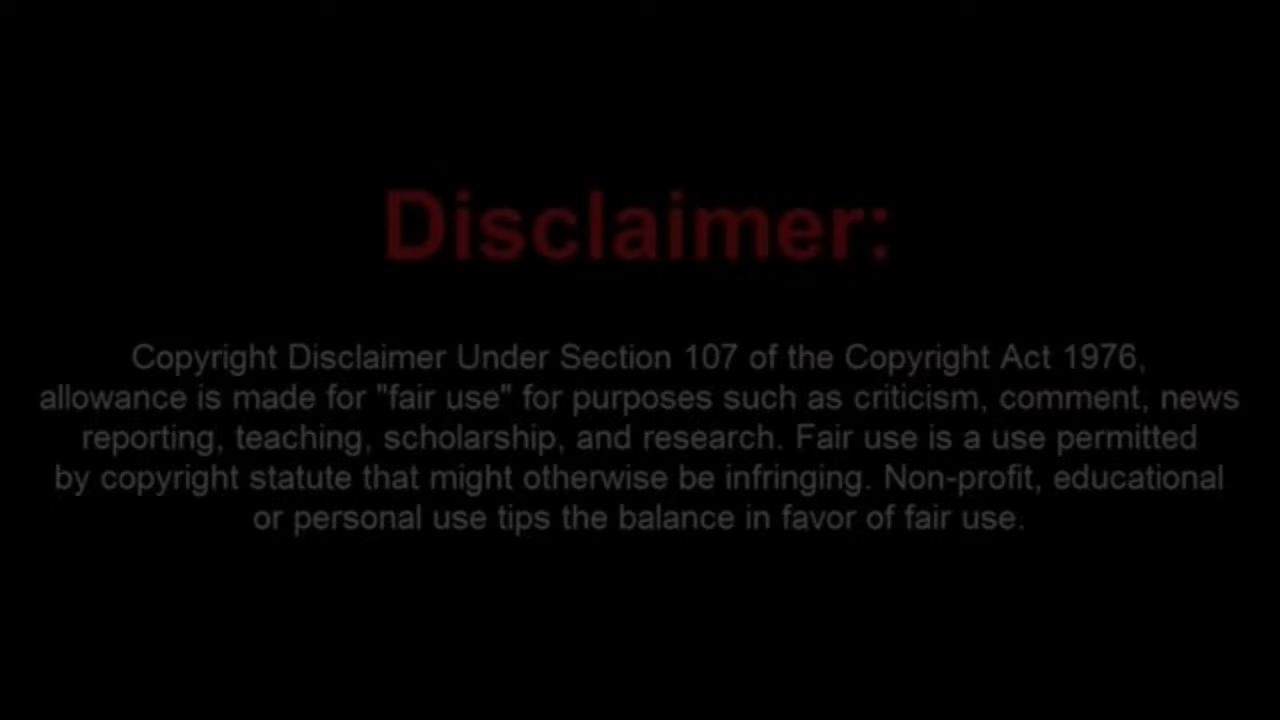 Disclaimer:
Copyright Disclaimer Under Section 107 of the Copyright Act 1976,
allowance is made for "fair use" for purposes such as criticism, comment, news
reporting, teaching, scholarship, and research. Fair use is a use permitted
by copyright statute that might otherwise be infringing. Non-profit, educational
or personal use tips the balance in favor of fair use.